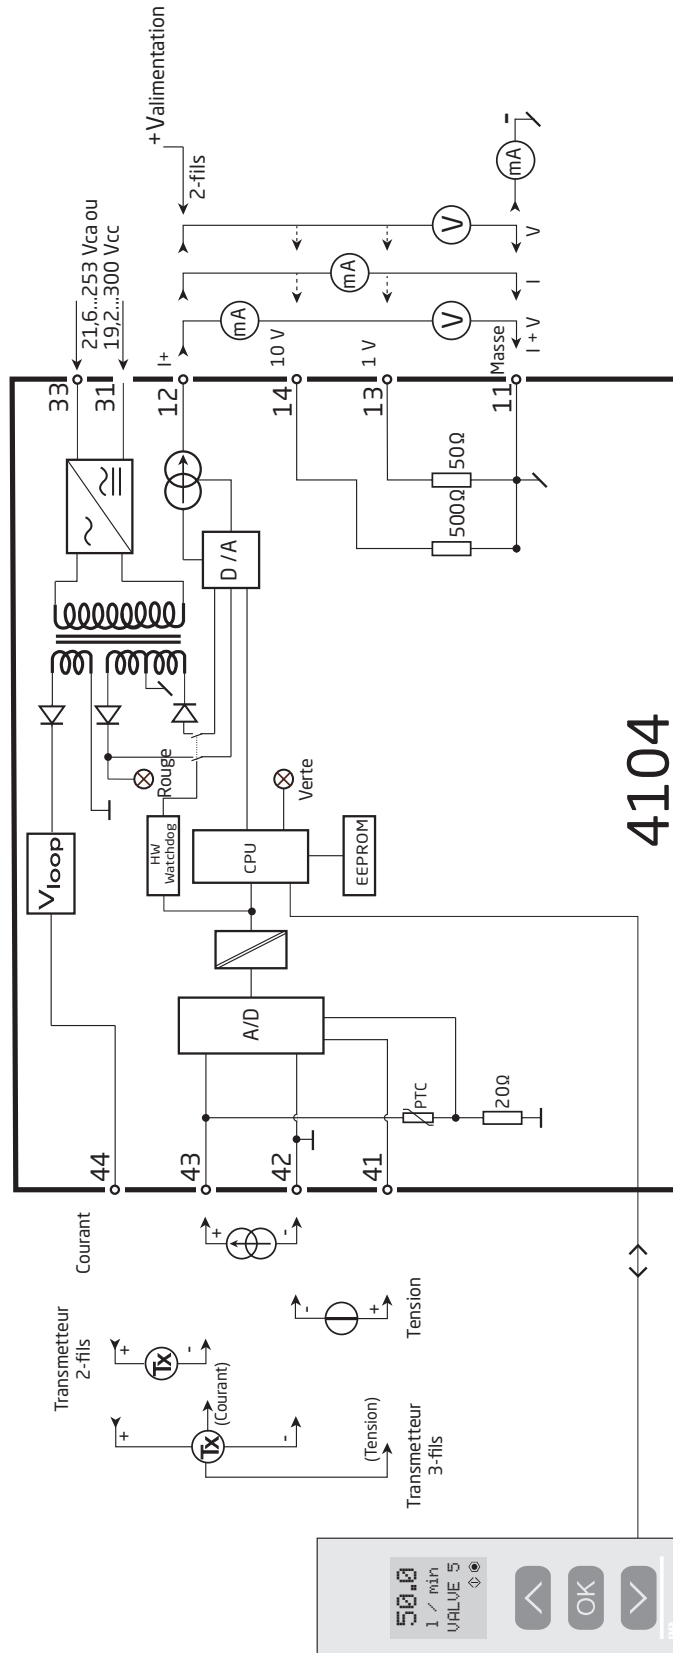 Transmetteur
2-fils
Courant
+
Tx
-
+
Tx
(Courant)
-
(Tension)
Transmetteur
3-fils
+
-
-
+
Tension
50.0
l / min
VALVE 5
OK
44
43
42
41
Vloop
A/D
PTC
20Ω
HW
Watchdog
CPU
EEPROM
Rouge
Verte
D /A
500Ω
50Ω
33
31
12
14
13
11
21,6...253 Vca ou
19,2...300 Vcc
I+
10 V
1 V
Masse
mA
V
I + V
mA
I
V
V
+Valimentation
2-fils
mA
-
4104